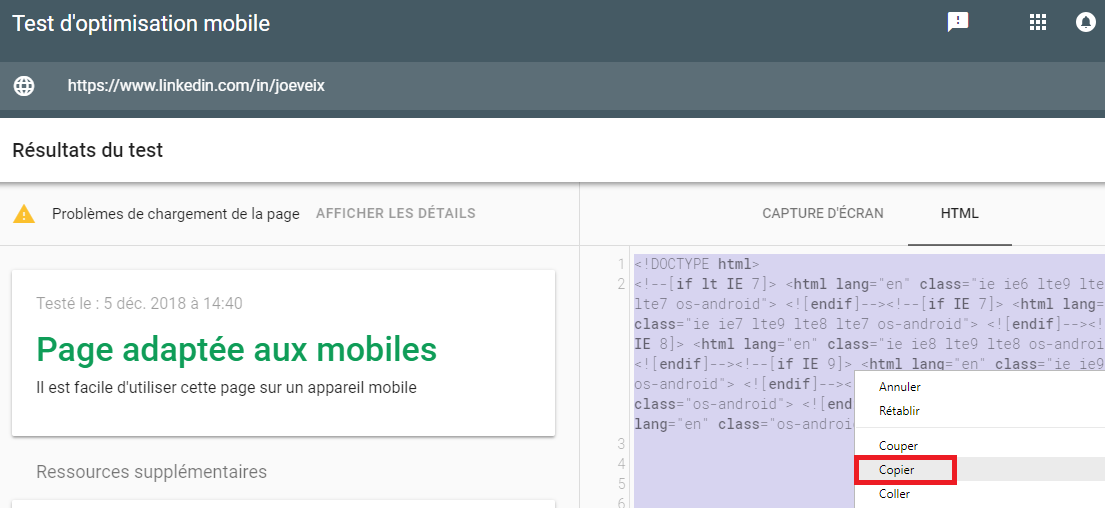 Test d'optimisation mobile
https://www.linkedin.com/in/joeveix
Résultats du test
Problèmes de chargement de la page AFFICHER LES DÉTAILS
CAPTURE D'ÉCRAN HTML
Testé le : 5 déc. 2018 à 14:40
Page adaptée aux mobiles
Il est facile d'utiliser cette page sur un appareil mobile
Ressources supplémentaires
1 <!DOCTYPE html>
2 <!--[if lt IE 7]> <html lang="en" class="ie ie6 lte9 lte
lte7 os-android"> <![endif]--><!--[if IE 7]> <html lang=
class="ie ie7 lte9 lte8 lte7 os-android"> <![endif]--><!
IE 8]> <html lang="en" class="ie ie8 lte9 lte8 os-androi
<![endif]--><!--[if IE 9]> <html lang="en" class="ie ie9
os-android"> <![endif]--><
class="os-android"> <![end
lang="en" class="os-androi
3
4
5
6
Annuler
Rétablir
Couper
Copier
Coller